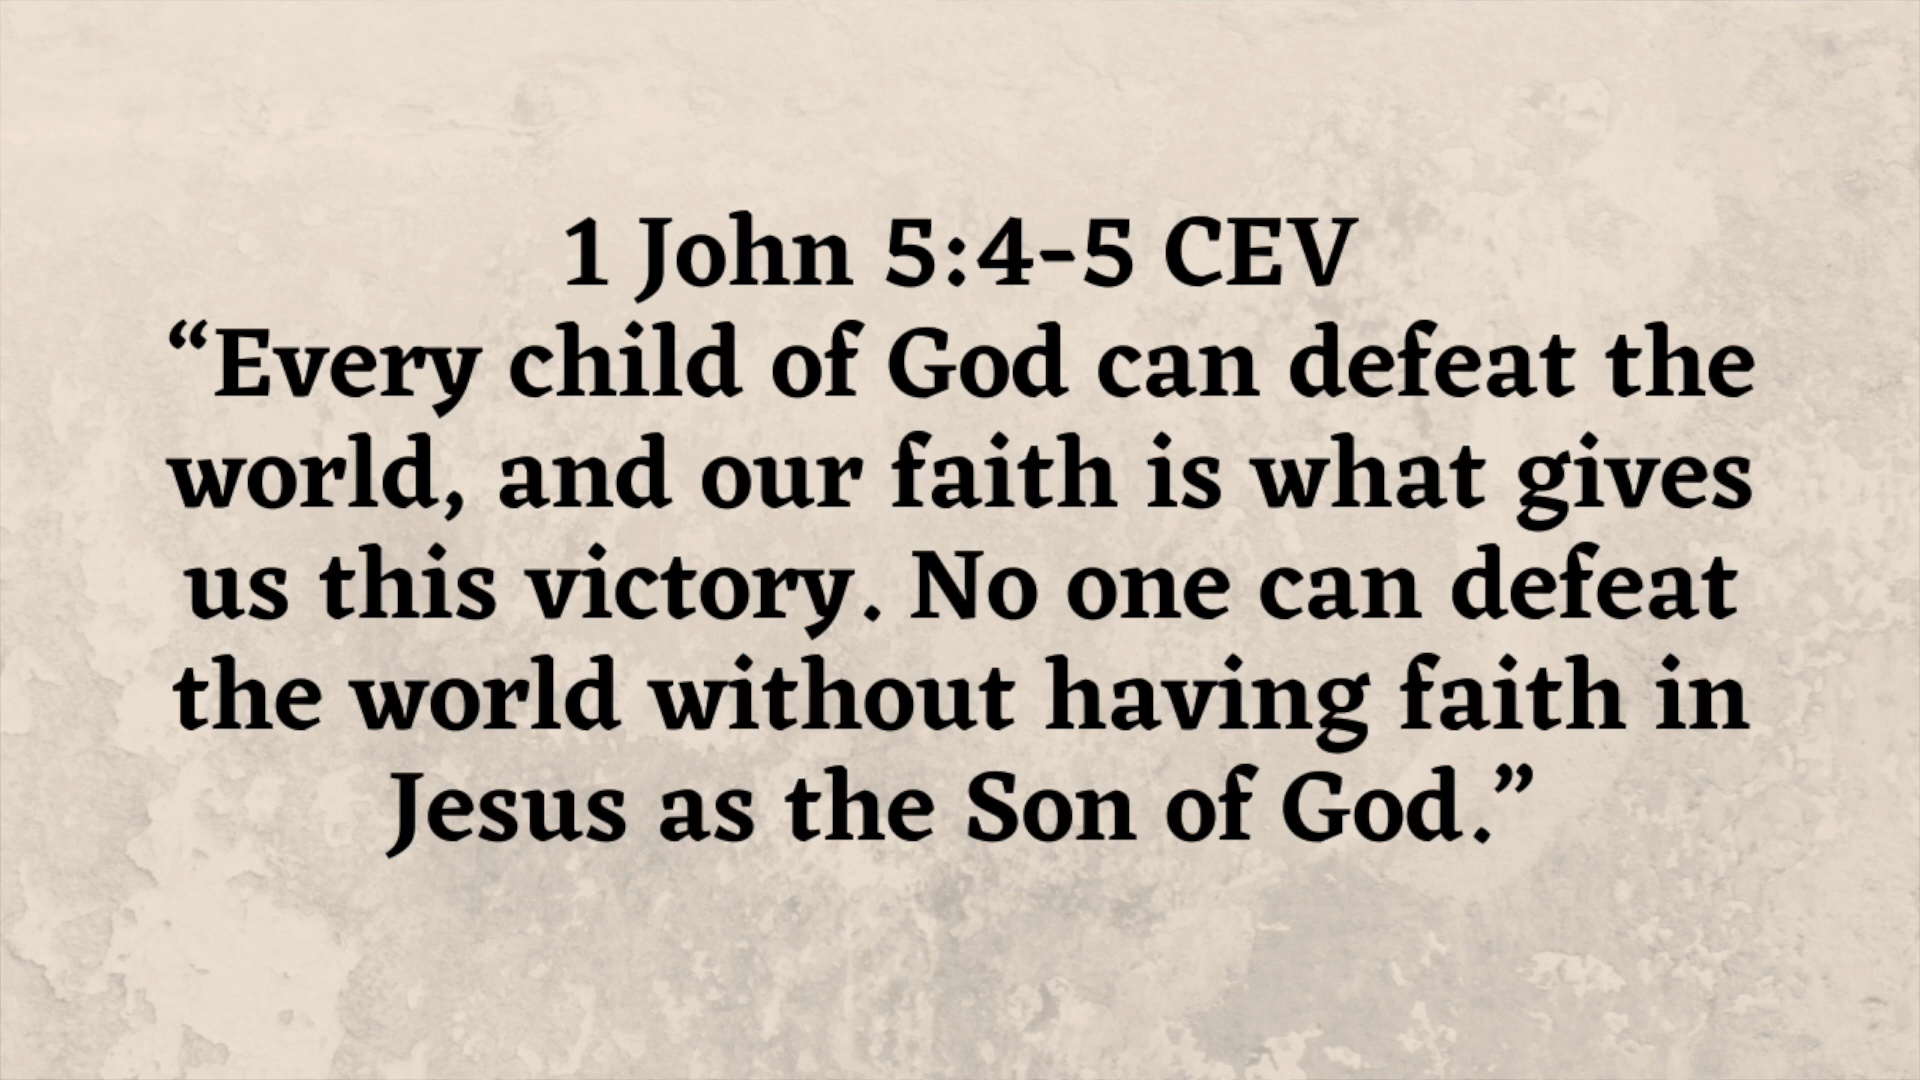 1 John 5:4-5 CEV
“Every child of God can defeat the
world, and our faith is what gives
us this victory. No one can defeat
the world without having faith in
Jesus as the Son of God.”